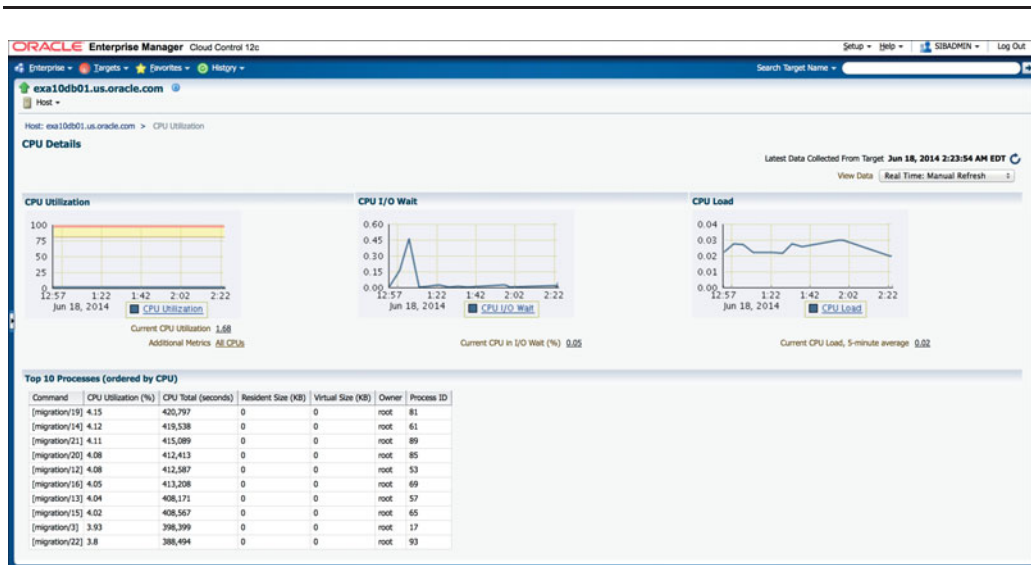 ORACLE Enterprise Manager Cloud Control 12c
Setup Help SIBADMIN Log Out
Enterprise Targets Favorites History Search Target Name
exa10db01.us.oracle.com
Host
Host: exa10db01.us.oracle.com > CPU Utilization
CPU Details
Latest Data Collected From Target Jun 18, 2014 2:23:54 AM EDT
View Data Real Time: Manual Refresh
CPU Utilization
100
75
50
25
0
12:57 1:22 1:42 2:02 2:22
Jun 18, 2014
CPU Utilization
Current CPU Utilization 1.68
Additional Metrics All CPUs
CPU I/O Wait
0.60
0.45
0.30
0.15
0.00
12:57 1:22 1:42 2:02 2:22
Jun 18, 2014
CPU I/O Wait
Current CPU in I/O Wait (%) 0.05
CPU Load
0.04
0.03
0.02
0.01
0.00
12:57 1:22 1:42 2:02 2:22
Jun 18, 2014
CPU Load
Current CPU Load, 5-minute average 0.02
Top 10 Processes (ordered by CPU)
Command CPU Utilization (%) CPU Total (seconds) Resident Size (KB) Virtual Size (KB) Owner Process ID
[migration/19] 4.15 420,797 0 0 root 81
[migration/14] 4.12 419,538 0 0 root 61
[migration/21] 4.11 415,089 0 0 root 89
[migration/20] 4.08 412,413 0 0 root 85
[migration/12] 4.08 412,587 0 0 root 53
[migration/16] 4.05 413,208 0 0 root 69
[migration/13] 4.04 408,171 0 0 root 57
[migration/15] 4.02 408,567 0 0 root 65
[migration/3] 3.93 398,399 0 0 root 17
[migration/22] 3.8 388,494 0 0 root 93